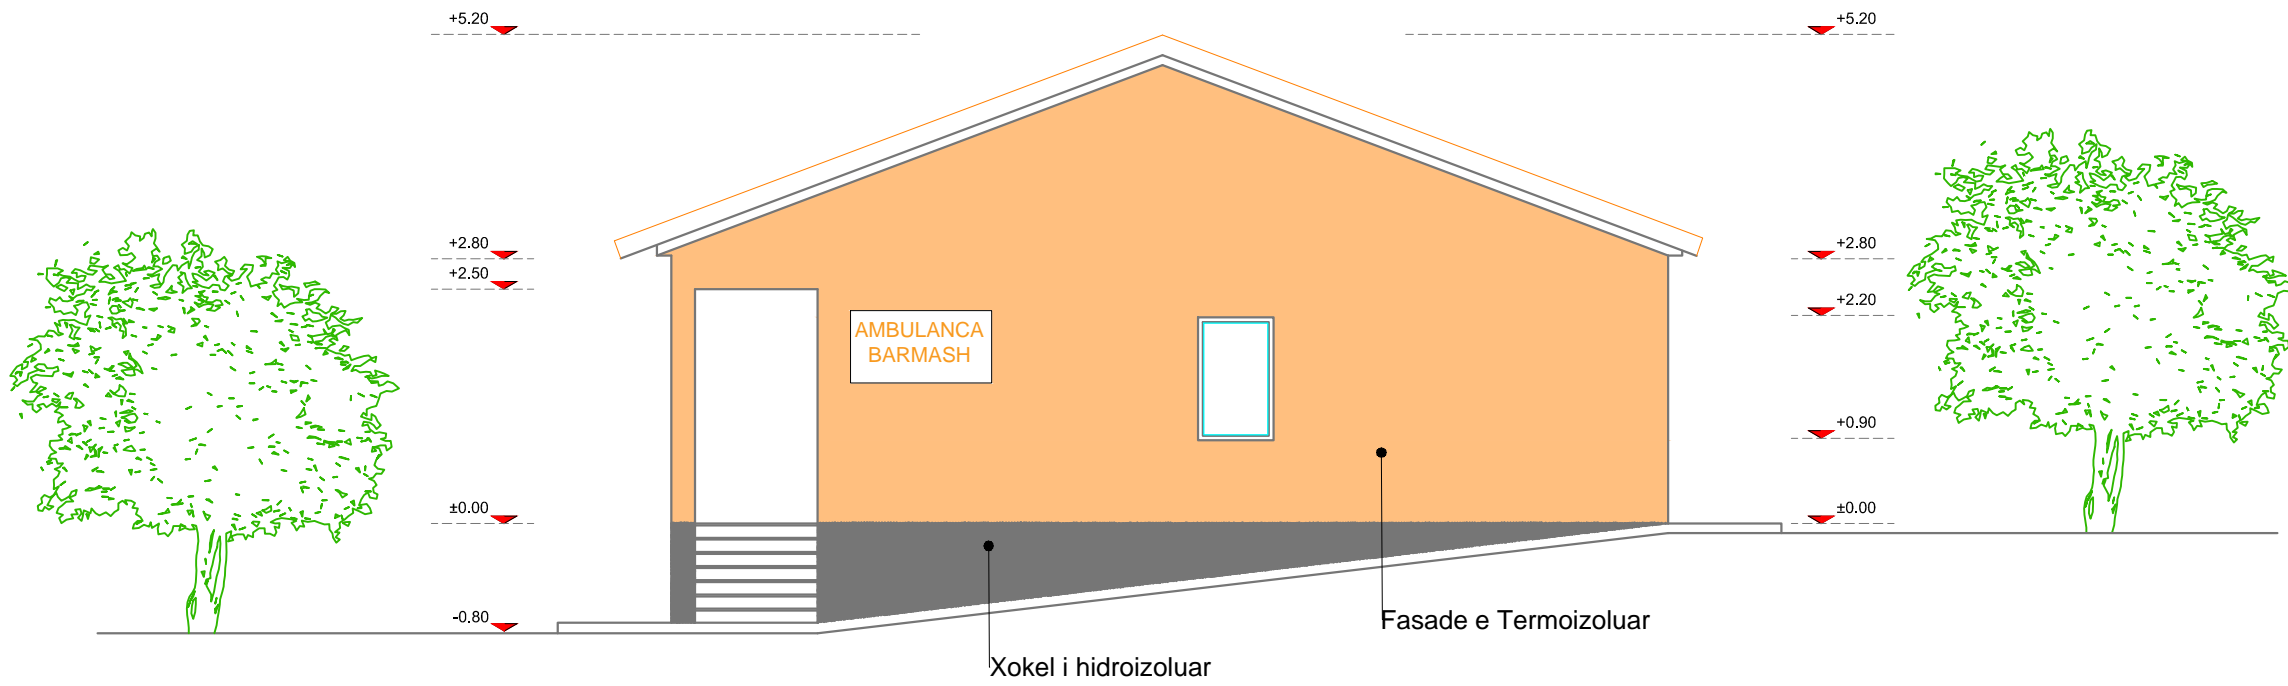 +5.20
+5.20
+2.80
+2.80
+2.50
+2.20
AMBULANCA
BARMASH
+0.90
±0.00
±0.00
-0.80
Fasade e Termoizoluar
Xokel i hidroizoluar